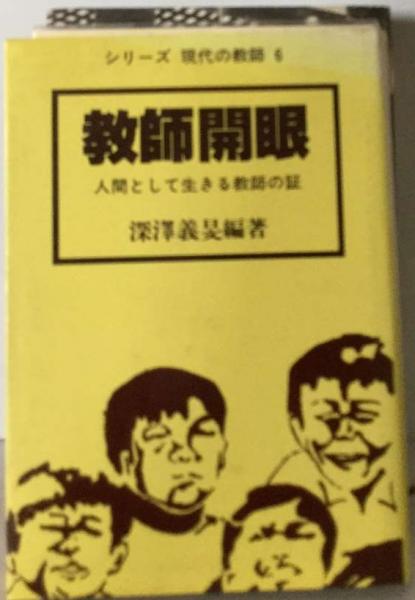 シリーズ 現代の教師 6
教師開眼
人間として生きる教師の証
深澤義旻編著